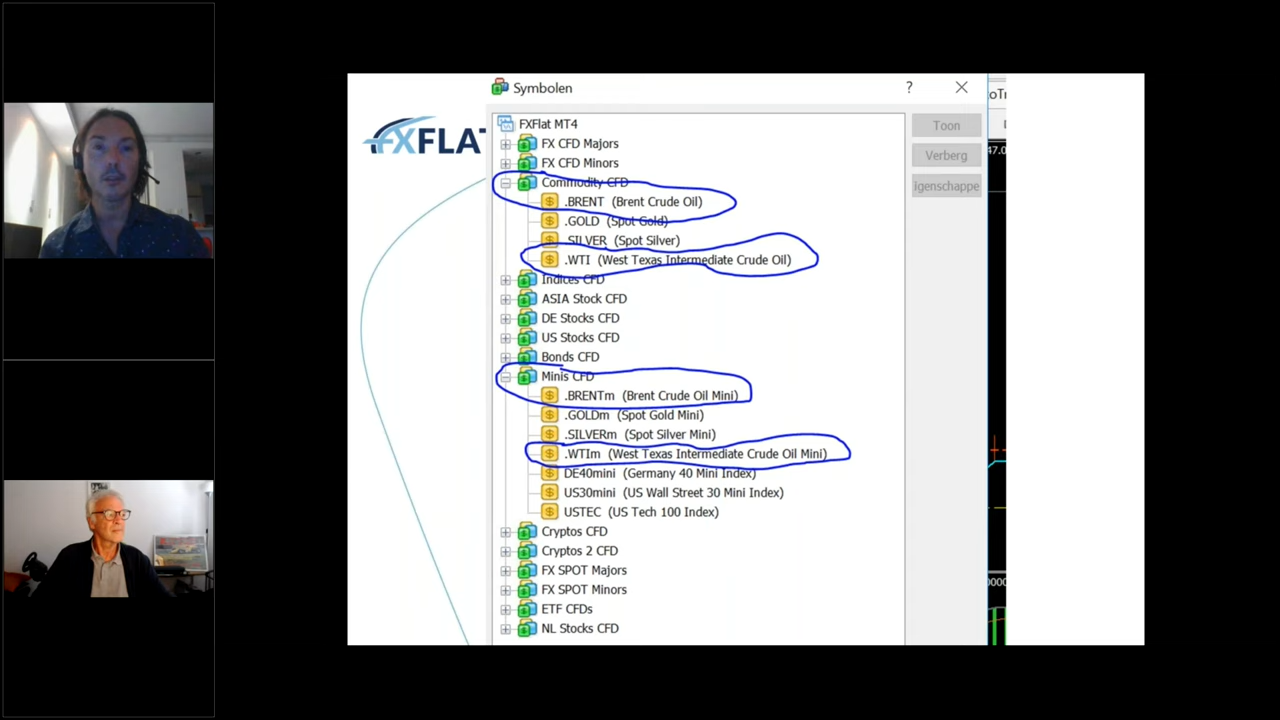 Symbolen
?
FXFLAT
FXFlat MT4
FX CFD Majors
FX CFD Minors
Commodity CFD
.BRENT (Brent Crude Oil)
.GOLD (Spot Gold)
.SILVER (Spot Silver)
.WTI (West Texas Intermediate Crude Oil)
Indices CFD
ASIA Stock CFD
DE Stocks CFD
US Stocks CFD
Bonds CFD
Minis CFD
.BRENTm (Brent Crude Oil Mini)
.GOLDm (Spot Gold Mini)
.SILVERm (Spot Silver Mini)
.WTIm (West Texas Intermediate Crude Oil Mini)
DE40mini (Germany 40 Mini Index)
US30mini (US Wall Street 30 Mini Index)
USTEC (US Tech 100 Index)
Cryptos CFD
Cryptos 2 CFD
FX SPOT Majors
FX SPOT Minors
ETF CFDs
NL Stocks CFD
Toon
Verberg
igenschappe